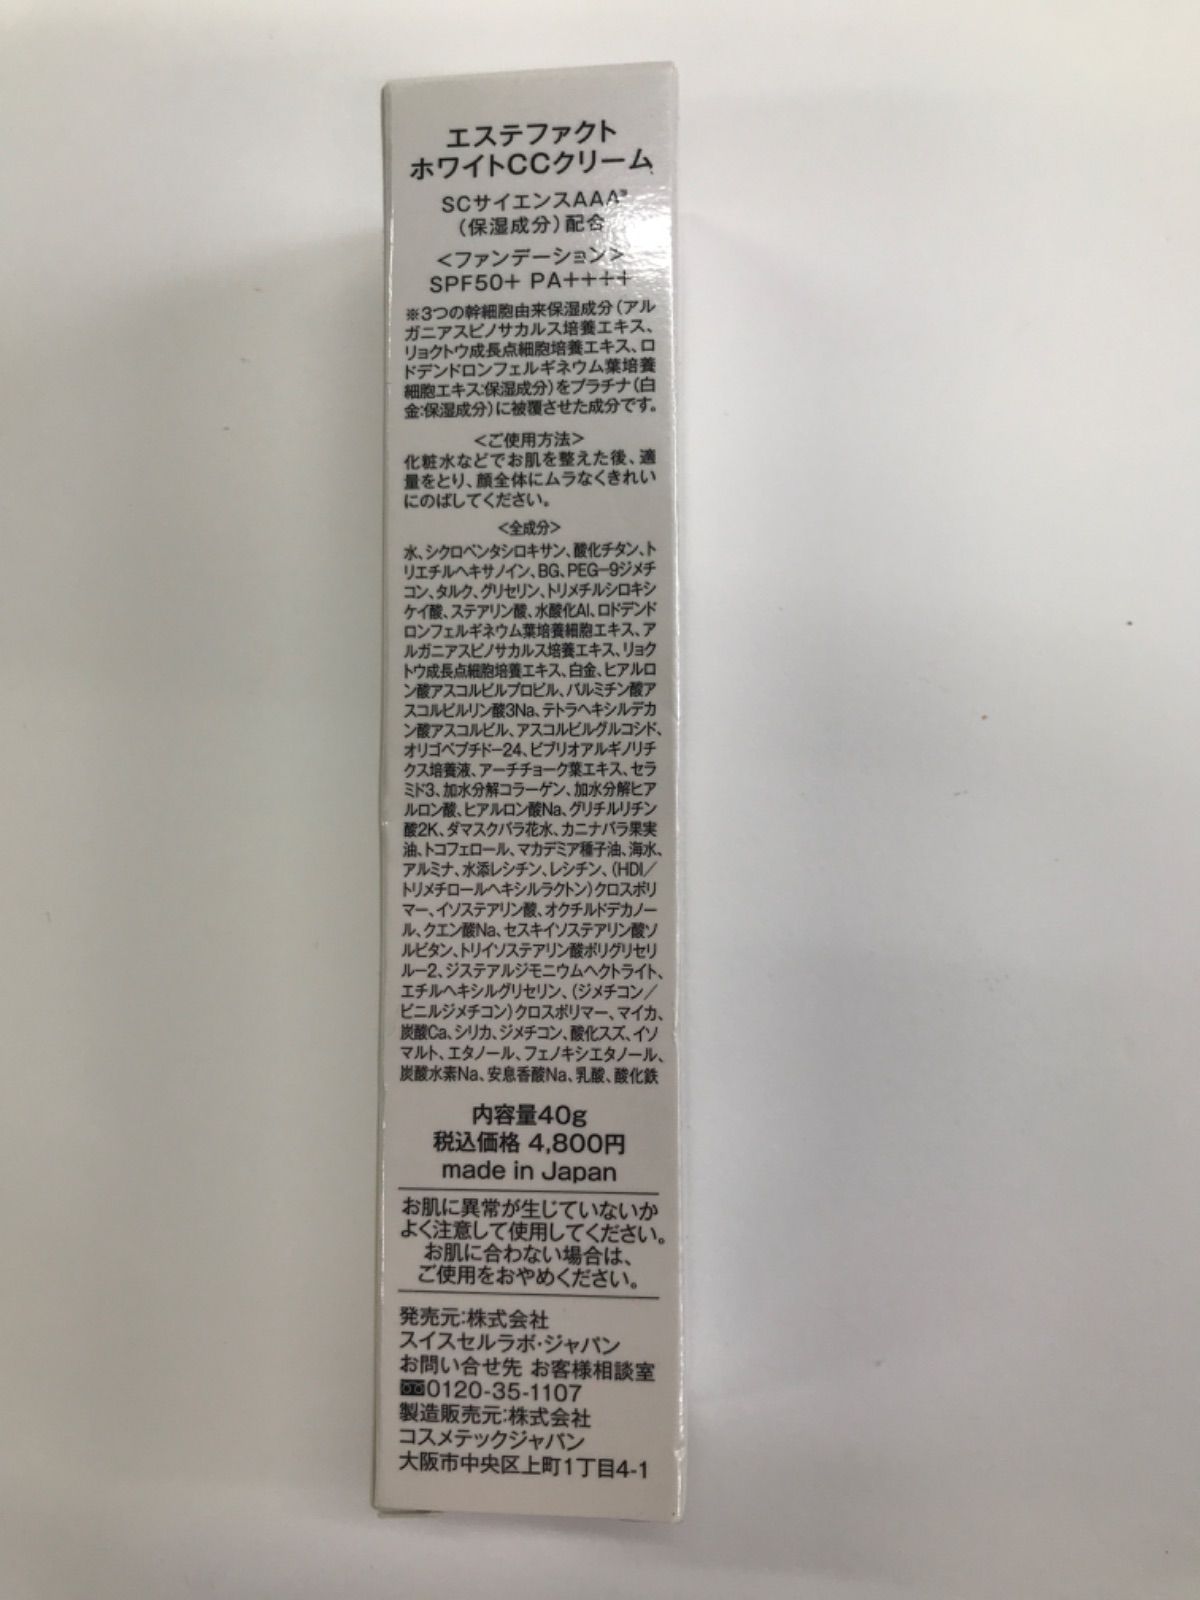 エステファクト
ホワイトCCクリーム
SCサイエンスAAA※
(保湿成分)配合
<ファンデーション>
SPF50+ PA++++
※3つの幹細胞由来保湿成分(アル
ガニアスピノサカルス培養エキス、
リョクトウ成長点細胞培養エキス、ロ
ドデンドロンフェルギネウム葉培養
細胞エキス:保湿成分)をプラチナ(白
金:保湿成分)に被覆させた成分です。
<ご使用方法>
化粧水などでお肌を整えた後、適
量をとり、顔全体にムラなくきれい
にのばしてください。
<全成分>
水、シクロペンタシロキサン、酸化チタン、ト
リエチルヘキサノイン、BG、PEG-9ジメチ
コン、タルク、グリセリン、トリメチルシロキシ
ケイ酸、ステアリン酸、水酸化Al、ロドデンド
ロンフェルギネウム葉培養細胞エキス、ア
ルガニアスピノサカルス培養エキス、リョク
トウ成長点細胞培養エキス、白金、ヒアルロ
ン酸アスコルビルプロピル、パルミチン酸ア
スコルビルリン酸3Na、テトラヘキシルデカ
ン酸アスコルビル、アスコルビルグルコシド、
オリゴペプチド-24、ビブリオアルギノリチ
クス培養液、アーチチョーク葉エキス、セラ
ミド3、加水分解コラーゲン、加水分解ヒア
ルロン酸、ヒアルロン酸Na、グリチルリチン
酸2K、ダマスクバラ花水、カニナバラ果実
油、トコフェロール、マカデミア種子油、海水、
アルミナ、水添レシチン、レシチン、(HDI/
トリメチロールヘキシルラクトン)クロスポリ
マー、イソステアリン酸、オクチルドデカノー
ル、クエン酸Na、セスキイソステアリン酸ソ
ルビタン、トリイソステアリン酸ポリグリセリ
ル-2、ジステアルジモニウムヘクトライト、
エチルヘキシルグリセリン、(ジメチコン/
ビニルジメチコン)クロスポリマー、マイカ、
炭酸Ca、シリカ、ジメチコン、酸化スズ、イソ
マルト、エタノール、フェノキシエタノール、
炭酸水素Na、安息香酸Na、乳酸、酸化鉄
内容量40g
税込価格 4,800円
made in Japan
お肌に異常が生じていないか
よく注意して使用してください。
お肌に合わない場合は、
ご使用をおやめください。
発売元:株式会社
スイスセルラボ・ジャパン
お問い合せ先 お客様相談室
0120-35-1107
製造販売元:株式会社
コスメテックジャパン
大阪市中央区上町1丁目4-1